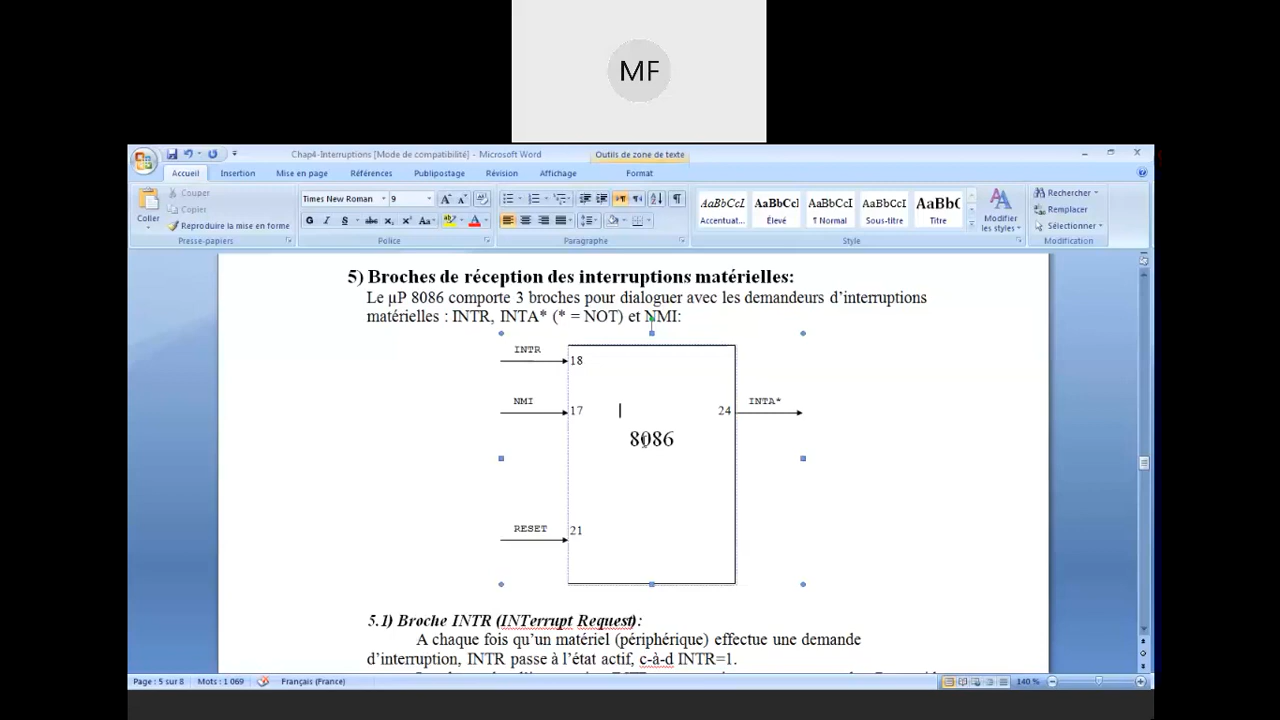 MF
Chap4-Interruptions [Mode de compatibilité] - Microsoft Word
Outils de zone de texte
Accueil Insertion Mise en page Références Publipostage Révision Affichage Format
Coller
Couper
Copier
Reproduire la mise en forme
Presse-papiers
Times New Roman 9
G I S abc x₂ x² Aa
Police
Paragraphe
AaBbCcI AaBbCcI AaBbCcI AaBbCcI AaBb(
Accentuat... Élevé ¶ Normal Sous-titre Titre
Style
Modifier les styles
Rechercher
Remplacer
Sélectionner
Modification
5) Broches de réception des interruptions matérielles:
Le µP 8086 comporte 3 broches pour dialoguer avec les demandeurs d’interruptions
matérielles : INTR, INTA* (* = NOT) et NMI:
INTR
18
NMI
17
24
INTA*
8086
RESET
21
5.1) Broche INTR (INTerrupt Request):
A chaque fois qu’un matériel (périphérique) effectue une demande
d’interruption, INTR passe à l’état actif, c-à-d INTR=1.
Page : 5 sur 8 Mots : 1 069 Français (France) 140 %